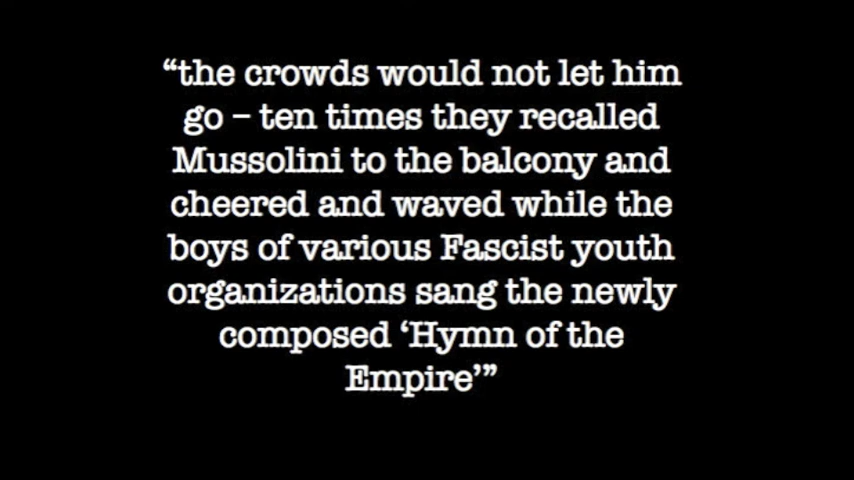 “the crowds would not let him
go – ten times they recalled
Mussolini to the balcony and
cheered and waved while the
boys of various Fascist youth
organizations sang the newly
composed ‘Hymn of the
Empire’”